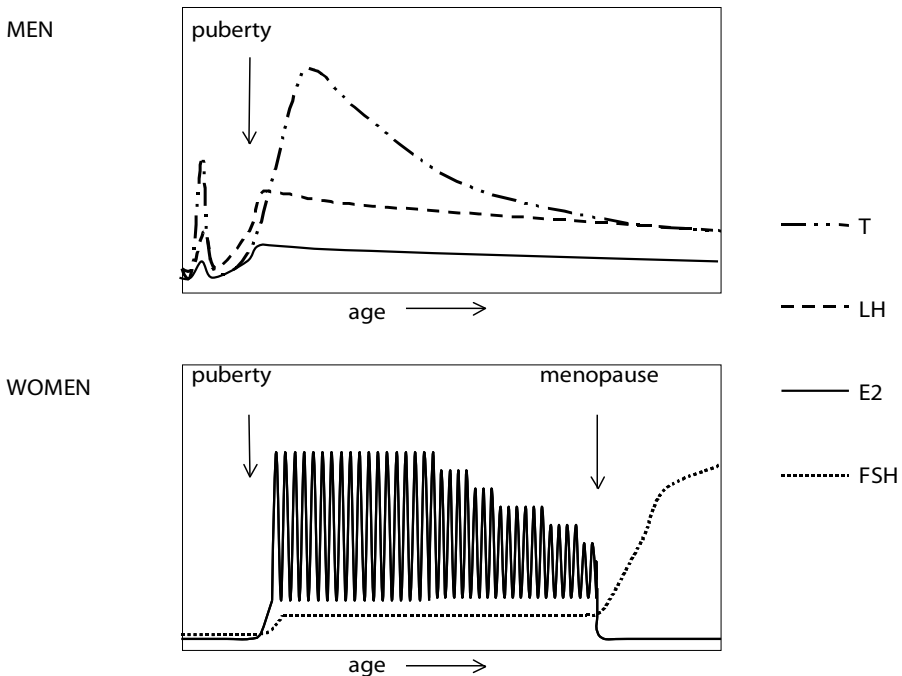 MEN
puberty
age
T
LH
WOMEN
puberty
menopause
E2
FSH
age